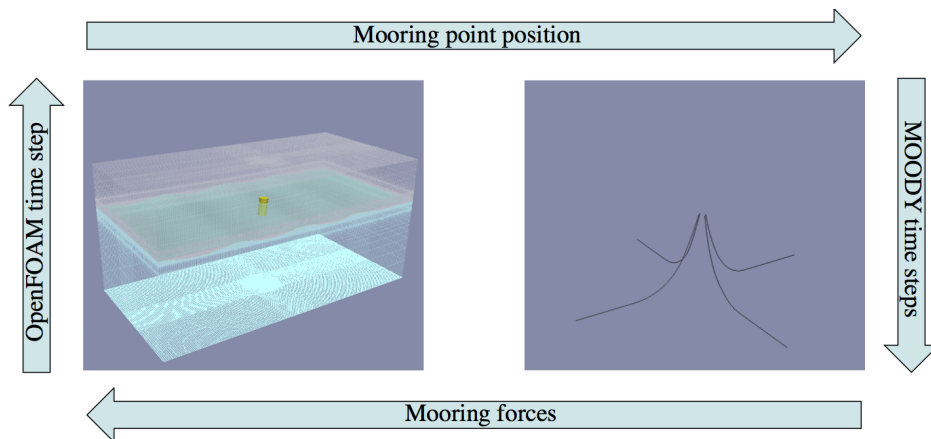 Mooring point position
OpenFOAM time step
MOODY time steps
Mooring forces